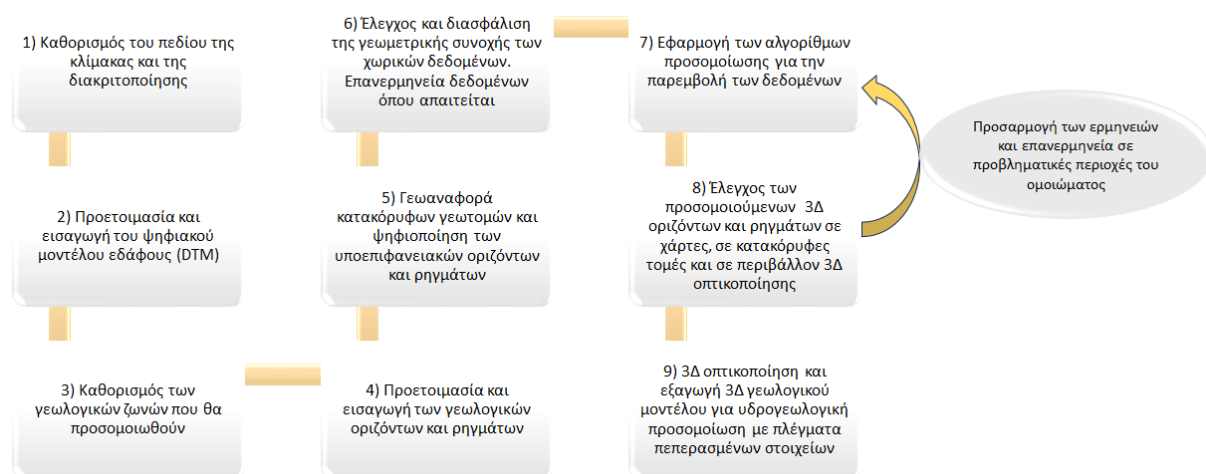 1) Καθορισμός του πεδίου της
κλίμακας και της
διακριτοποίησης
2) Προετοιμασία και
εισαγωγή του ψηφιακού
μοντέλου εδάφους (DTM)
3) Καθορισμός των
γεωλογικών ζωνών που θα
προσομοιωθούν
4) Προετοιμασία και
εισαγωγή των γεωλογικών
οριζόντων και ρηγμάτων
5) Γεωαναφορά
κατακόρυφων γεωτομών και
ψηφιοποίηση των
υποεπιφανειακών οριζόντων
και ρηγμάτων
6) Έλεγχος και διασφάλιση
της γεωμετρικής συνοχής των
χωρικών δεδομένων.
Επανερμηνεία δεδομένων
όπου απαιτείται
7) Εφαρμογή των αλγορίθμων
προσομοίωσης για την
παρεμβολή των δεδομένων
8) Έλεγχος των
προσομοιούμενων 3Δ
οριζόντων και ρηγμάτων σε
χάρτες, σε κατακόρυφες
τομές και σε περιβάλλον 3Δ
οπτικοποίησης
9) 3Δ οπτικοποίηση και
εξαγωγή 3Δ γεωλογικού
μοντέλου για υδρογεωλογική
προσομοίωση με πλέγματα
πεπερασμένων στοιχείων
Προσαρμογή των ερμηνειών
και επανερμηνεία σε
προβληματικές περιοχές του
ομοιώματος